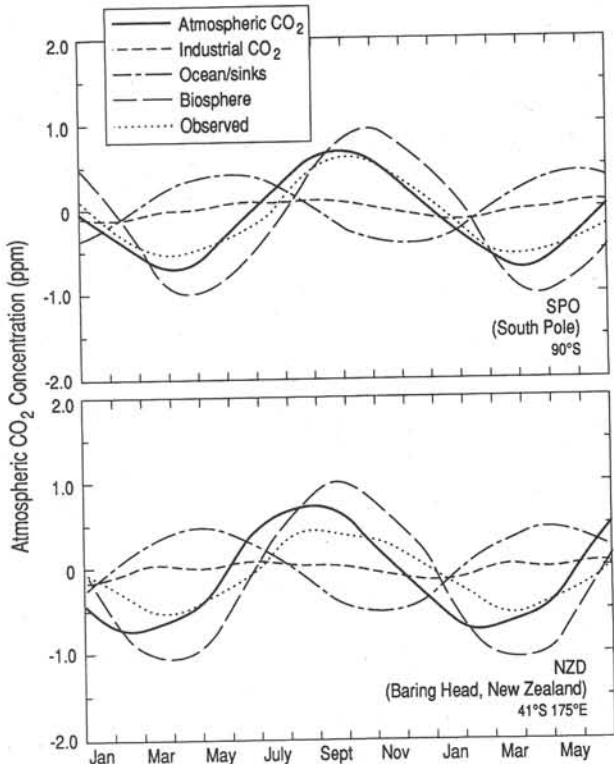 Atmospheric CO2
Industrial CO2
Ocean/sinks
Biosphere
Observed
2.0
1.0
0
-1.0
-2.0
SPO
(South Pole)
90°S
Atmospheric CO2 Concentration (ppm)
2.0
1.0
0
-1.0
-2.0
NZD
(Baring Head, New Zealand)
41°S 175°E
Jan Mar May July Sept Nov Jan Mar May